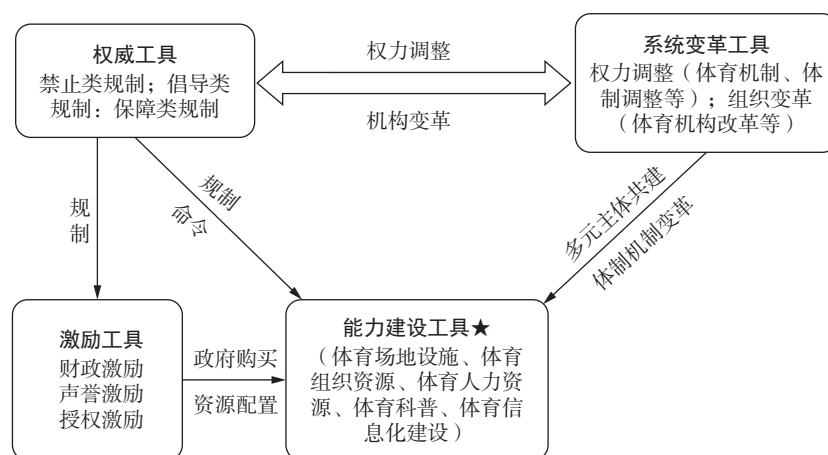 权威工具
禁止类规制；倡导类
规制：保障类规制
权力调整
机构变革
系统变革工具
权力调整（体育机制、体
制调整等）；组织变革
（体育机构改革等）
规制
规制
命令
多元主体共建
体制机制变革
激励工具
财政激励
声誉激励
授权激励
政府购买
资源配置
能力建设工具★
（体育场地设施、体育
组织资源、体育人力资
源、体育科普、体育信
息化建设）